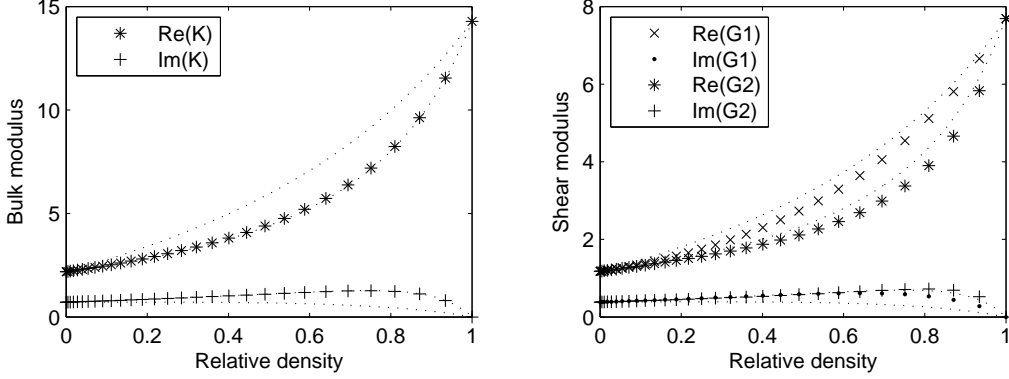 15
10
5
0
0
0.2
0.4
0.6
0.8
1
Relative density
Bulk modulus
Re(K)
Im(K)
8
6
4
2
0
0
0.2
0.4
0.6
0.8
1
Relative density
Shear modulus
Re(G1)
Im(G1)
Re(G2)
Im(G2)